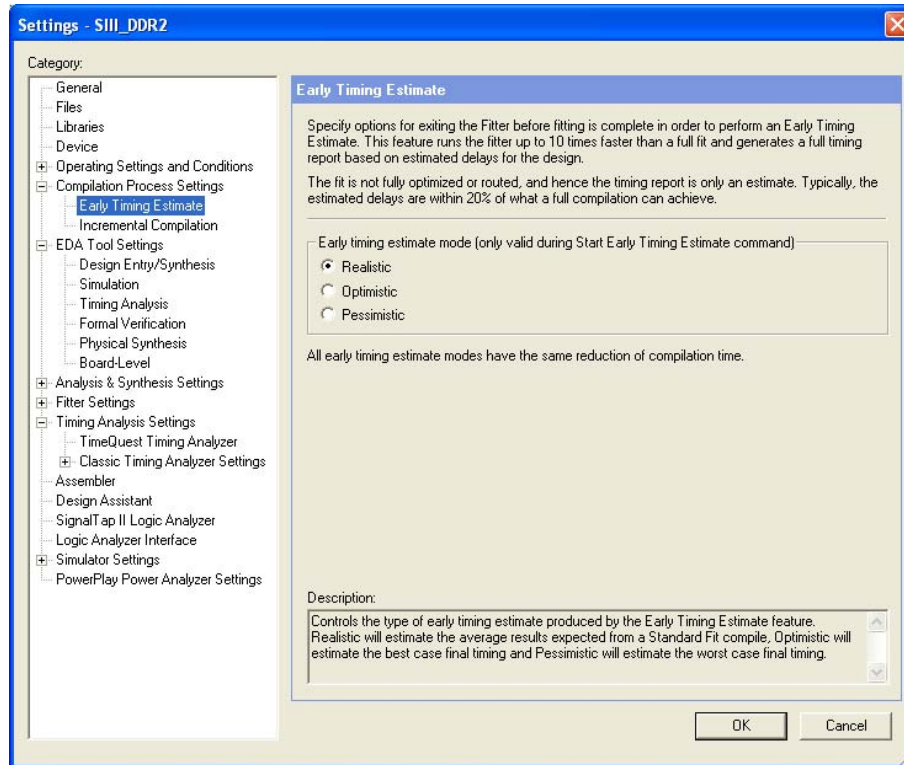 Settings - SIII_DDR2
Category:
General
Files
Libraries
Device
Operating Settings and Conditions
Compilation Process Settings
Early Timing Estimate
Incremental Compilation
EDA Tool Settings
Design Entry/Synthesis
Simulation
Timing Analysis
Formal Verification
Physical Synthesis
Board-Level
Analysis & Synthesis Settings
Fitter Settings
Timing Analysis Settings
TimeQuest Timing Analyzer
Classic Timing Analyzer Settings
Assembler
Design Assistant
SignalTap II Logic Analyzer
Logic Analyzer Interface
Simulator Settings
PowerPlay Power Analyzer Settings
Early Timing Estimate
Specify options for exiting the Fitter before fitting is complete in order to perform an Early Timing
Estimate. This feature runs the fitter up to 10 times faster than a full fit and generates a full timing
report based on estimated delays for the design.
The fit is not fully optimized or routed, and hence the timing report is only an estimate. Typically, the
estimated delays are within 20% of what a full compilation can achieve.
Early timing estimate mode (only valid during Start Early Timing Estimate command)
Realistic
Optimistic
Pessimistic
All early timing estimate modes have the same reduction of compilation time.
Description:
Controls the type of early timing estimate produced by the Early Timing Estimate feature.
Realistic will estimate the average results expected from a Standard Fit compile, Optimistic will
estimate the best case final timing and Pessimistic will estimate the worst case final timing.
OK
Cancel